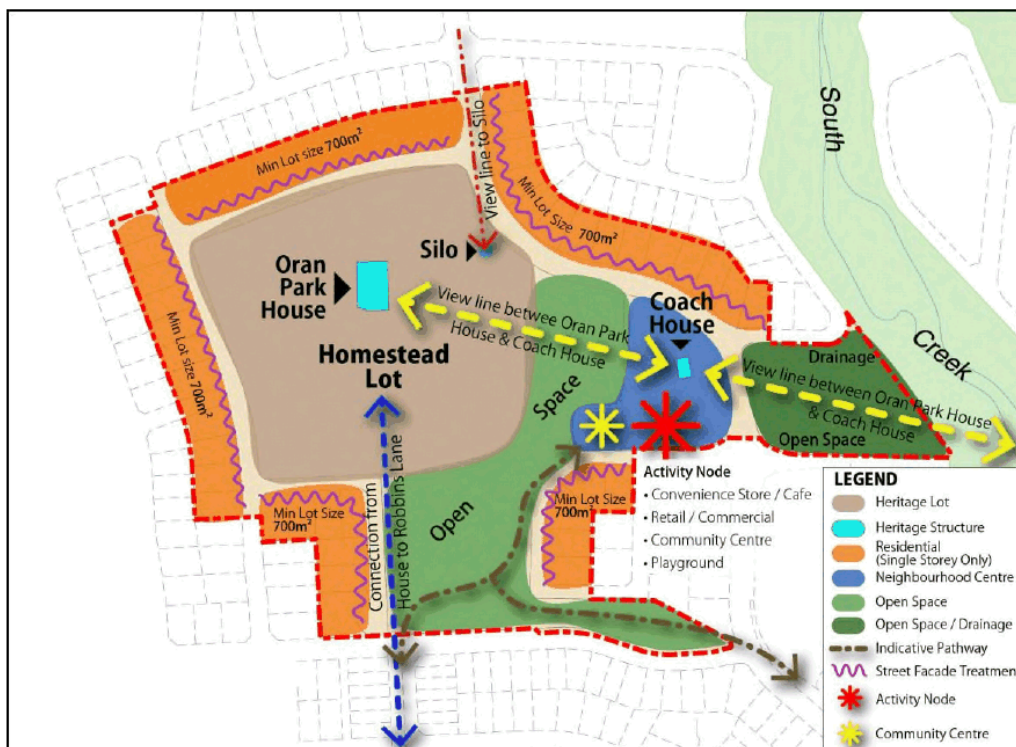 South
Creek
Min Lot size 700m²
View line to Silo
Min Lot Size 700m²
Silo
Oran
Park
House
Coach
House
View line betwee Oran Park
House & Coach House
Min Lot size
700m²
Homestead
Lot
Space
Drainage
View line between Oran Park House
& Coach House
Open Space
Open
Min Lot Size
700m²
Connection from
House to Robbins Lane
Min Lot Size
700m²
Activity Node
• Convenience Store / Cafe
• Retail / Commercial
• Community Centre
• Playground
LEGEND
Heritage Lot
Heritage Structure
Residential
(Single Storey Only)
Neighbourhood Centre
Open Space
Open Space / Drainage
Indicative Pathway
Street Facade Treatment
Activity Node
Community Centre